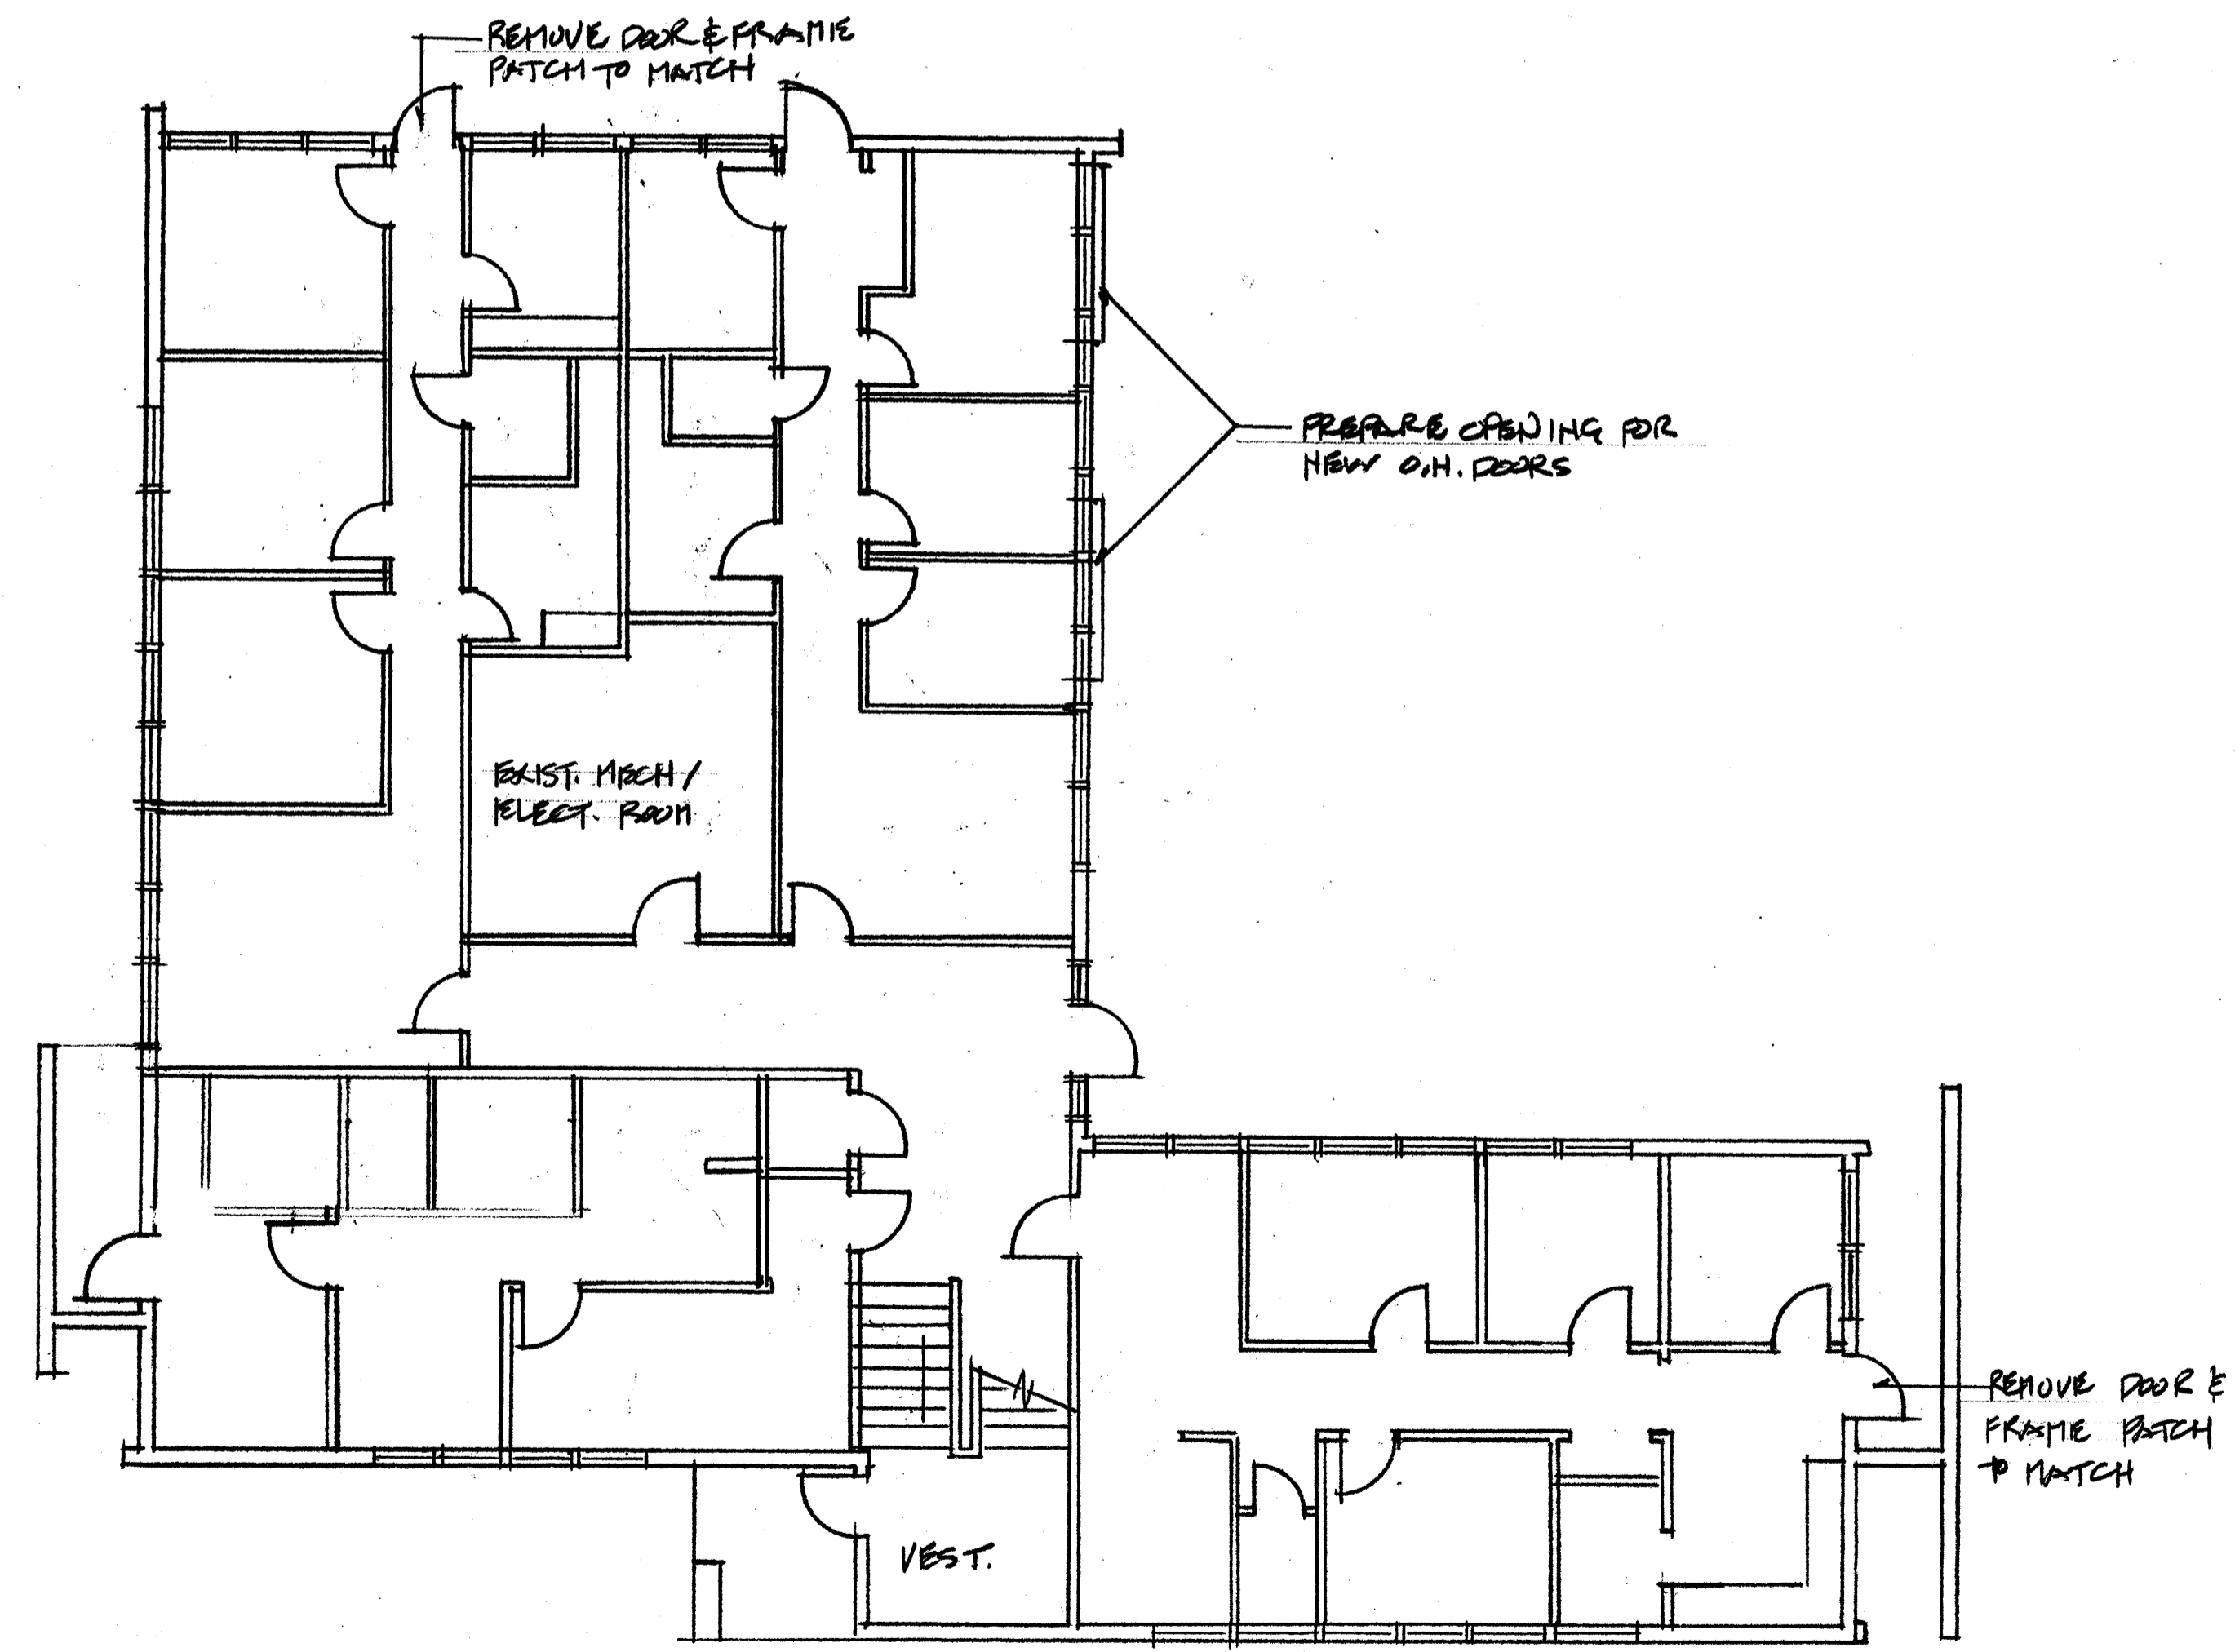 REMOVE DOOR & FRAME
PATCH TO MATCH
PREPARE OPENING FOR
NEW O.H. DOORS
EXIST. MECH /
ELECT. ROOM
REMOVE DOOR &
FRAME PATCH
TO MATCH
VEST.